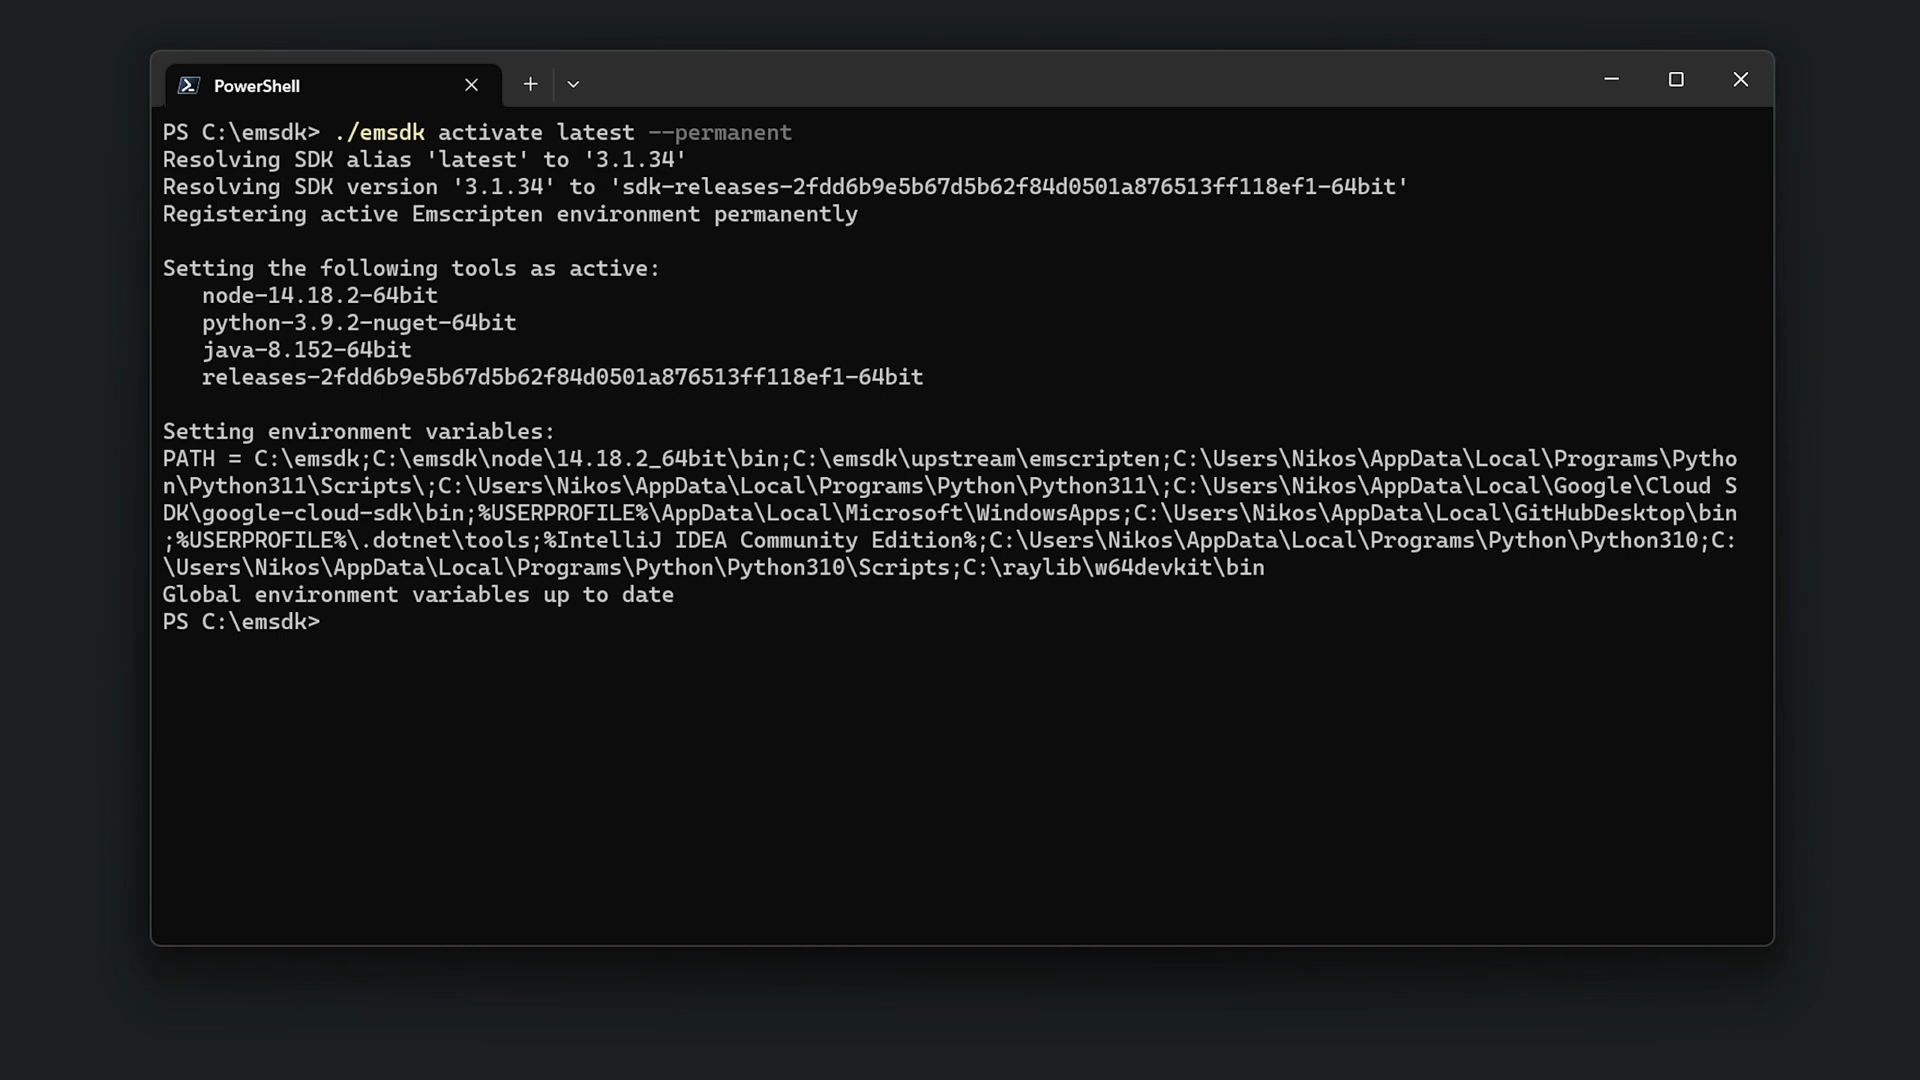 PowerShell
PS C:\emsdk> ./emsdk activate latest --permanent
Resolving SDK alias 'latest' to '3.1.34'
Resolving SDK version '3.1.34' to 'sdk-releases-2fdd6b9e5b67d5b62f84d0501a876513ff118ef1-64bit'
Registering active Emscripten environment permanently
Setting the following tools as active:
node-14.18.2-64bit
python-3.9.2-nuget-64bit
java-8.152-64bit
releases-2fdd6b9e5b67d5b62f84d0501a876513ff118ef1-64bit
Setting environment variables:
PATH = C:\emsdk;C:\emsdk\node\14.18.2_64bit\bin;C:\emsdk\upstream\emscripten;C:\Users\Nikos\AppData\Local\Programs\Pytho
n\Python311\Scripts\;C:\Users\Nikos\AppData\Local\Programs\Python\Python311\;C:\Users\Nikos\AppData\Local\Google\Cloud S
DK\google-cloud-sdk\bin;%USERPROFILE%\AppData\Local\Microsoft\WindowsApps;C:\Users\Nikos\AppData\Local\GitHubDesktop\bin
;%USERPROFILE%\.dotnet\tools;%IntelliJ IDEA Community Edition%;C:\Users\Nikos\AppData\Local\Programs\Python\Python310;C:
\Users\Nikos\AppData\Local\Programs\Python\Python310\Scripts;C:\raylib\w64devkit\bin
Global environment variables up to date
PS C:\emsdk>